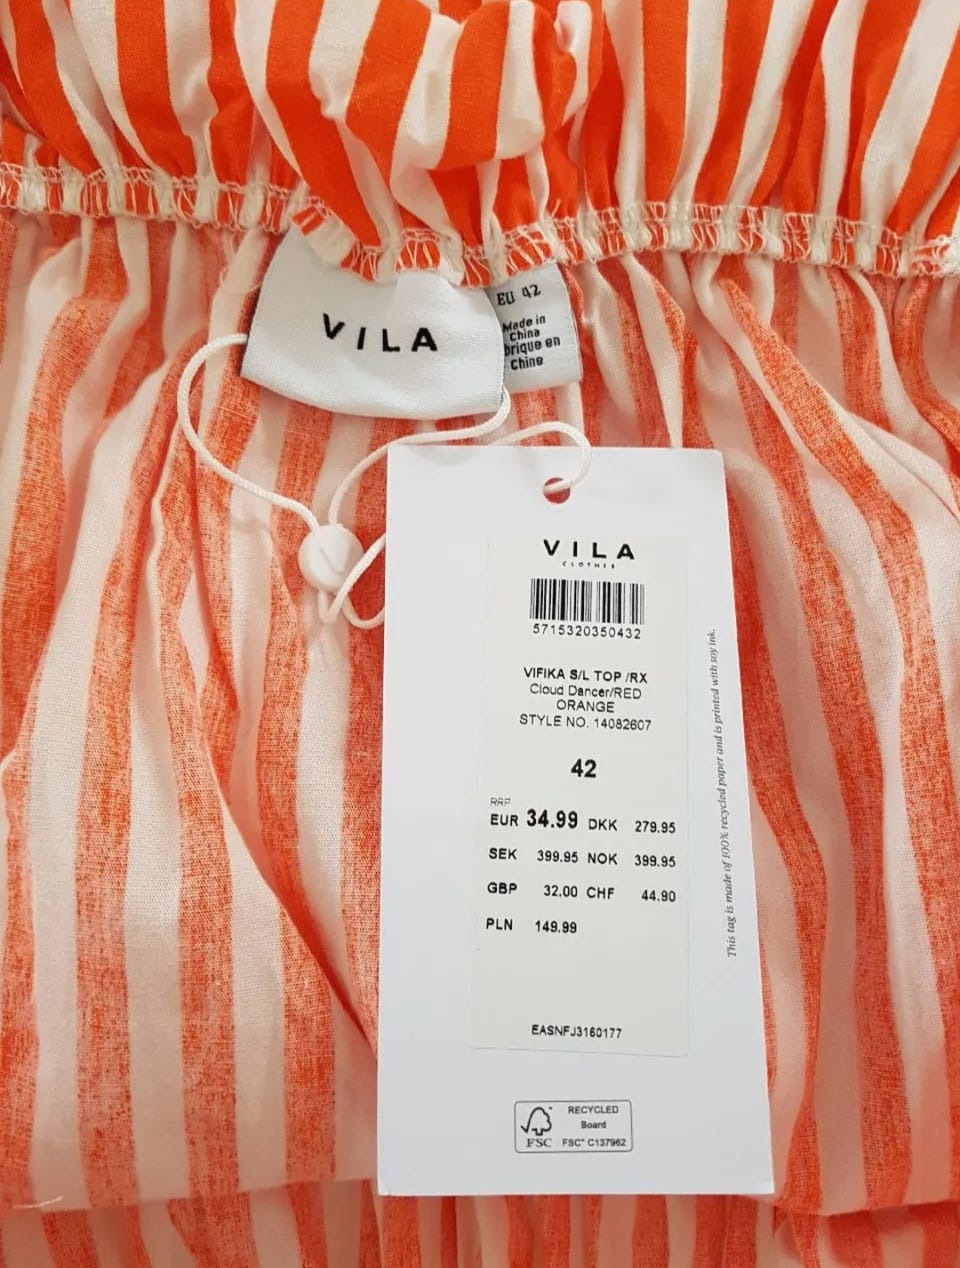 VILA
EU 42
Made in
China
brique en
Chine
VILA
CLOTHES
5715320350432
VIFIKA S/L TOP /RX
Cloud Dancer/RED
ORANGE
STYLE NO. 14082607
42
RRP
EUR 34.99 DKK 279.95
SEK 399.95 NOK 399.95
GBP 32.00 CHF 44.90
PLN 149.99
EASNFJ3160177
This tag is made of 100% recycled paper and is printed with soy ink.
FSC
RECYCLED
Board
FSC™ C137962